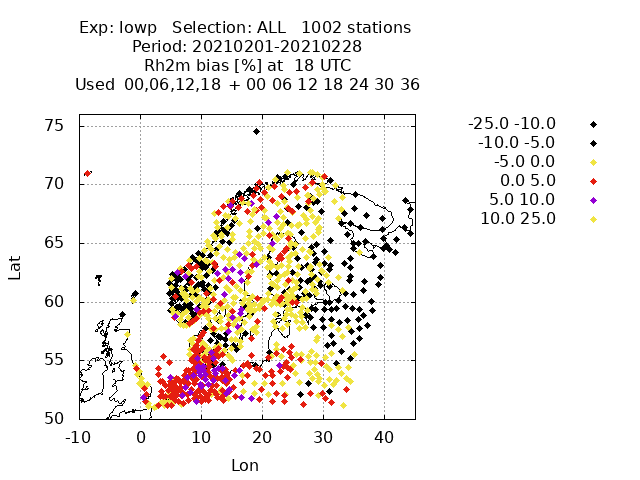 Exp: lowp   Selection: ALL   1002 stations
Period: 20210201-20210228
Rh2m bias [%] at  18 UTC
Used  00,06,12,18  + 00 06 12 18 24 30 36
-25.0 -10.0
-10.0 -5.0
-5.0 0.0
0.0 5.0
5.0 10.0
10.0 25.0
75
70
65
60
55
50
Lat
-10 0 10 20 30 40
Lon